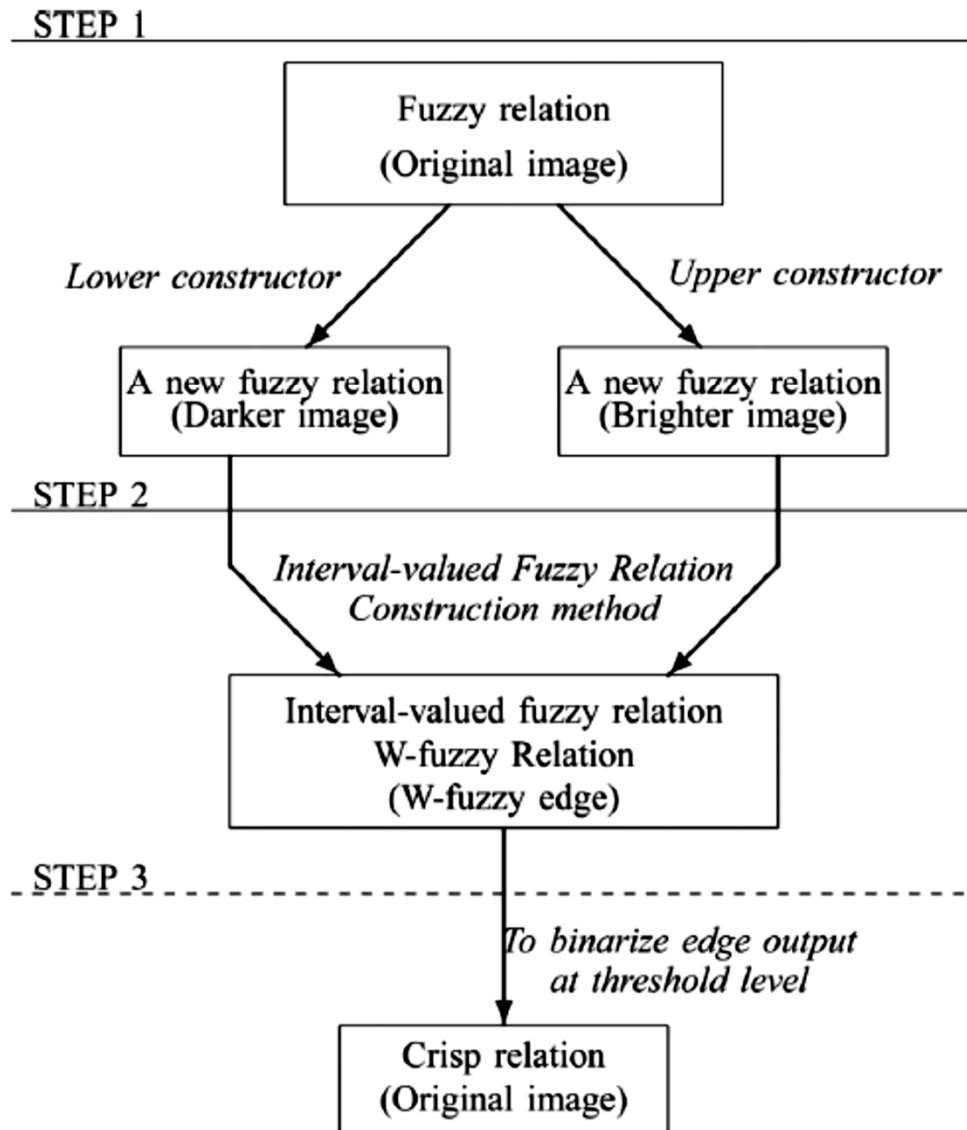 STEP 1
Fuzzy relation
(Original image)
Lower constructor
Upper constructor
A new fuzzy relation
(Darker image)
A new fuzzy relation
(Brighter image)
STEP 2
Interval-valued Fuzzy Relation
Construction method
Interval-valued fuzzy relation
W-fuzzy Relation
(W-fuzzy edge)
STEP 3
To binarize edge output
at threshold level
Crisp relation
(Original image)